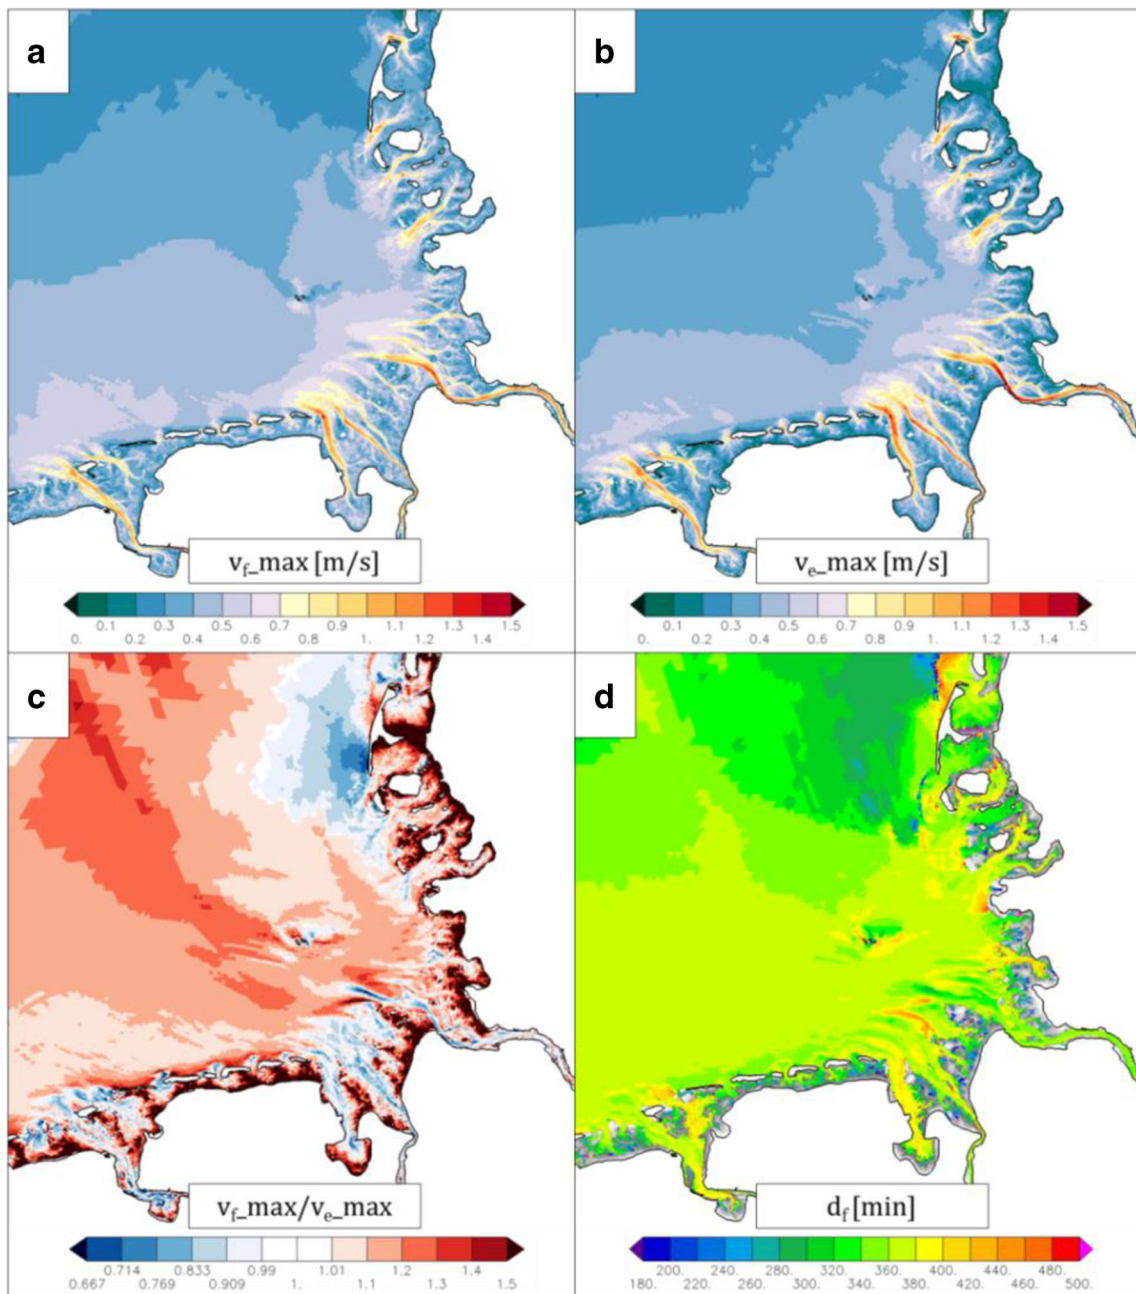 a
b
v_f_max [m/s]
v_e_max [m/s]
0.1 0.3 0.5 0.7 0.9 1.1 1.3 1.5
0. 0.2 0.4 0.6 0.8 1. 1.2 1.4
0.1 0.3 0.5 0.7 0.9 1.1 1.3 1.5
0. 0.2 0.4 0.6 0.8 1. 1.2 1.4
c
d
v_f_max/v_e_max
d_f [min]
0.714 0.833 0.99 1.01 1.2 1.4
0.667 0.769 0.909 1. 1.1 1.3 1.5
200. 240. 280. 320. 360. 400. 440. 480.
180. 220. 260. 300. 340. 380. 420. 460. 500.